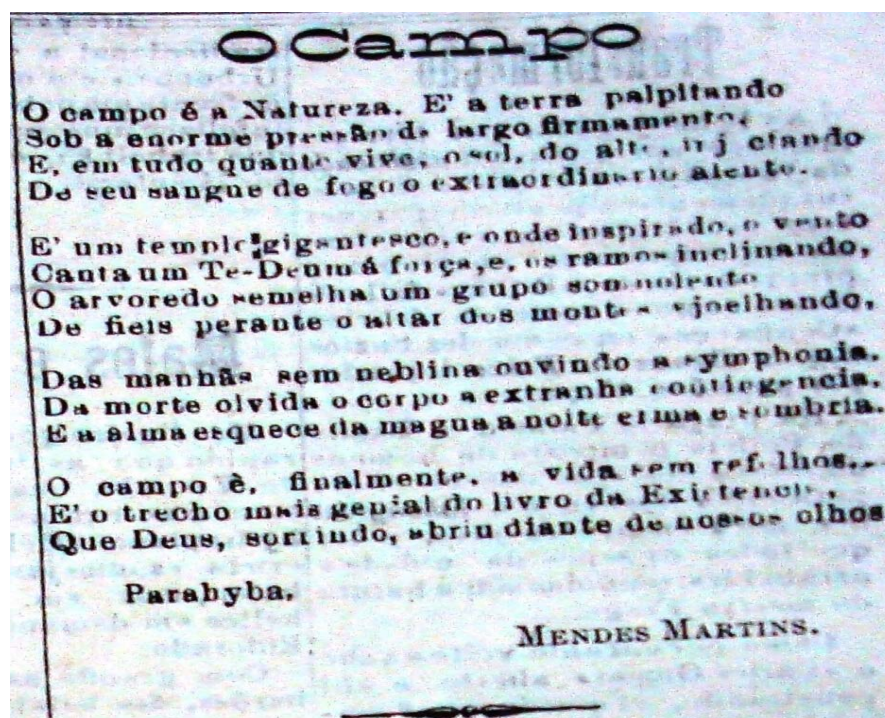 O Campo
O campo é a Natureza. E' a terra palpitando
Sob a enorme pressão do largo firmamento,
E, em tudo quanto vive, o sol, do alto, injectando
De seu sangue de fogo o extraordinario alento.
E' um templo gigantesco, e onde inspirado, o vento
Canta um Te-Deum á força, e, os ramos inclinando,
O arvoredo semelha um grupo somnolento
De fieis perante o altar dos montes ajoelhando,
Das manhãs sem neblina ouvindo a symphonia.
Da morte olvida o corpo a extranha contingencia.
E a alma esquece da magua a noite erma e sombria.
O campo è, finalmente, a vida sem refolhos..
E' o trecho mais genial do livro da Existencia,
Que Deus, sorrindo, abriu diante de nossos olhos
Parahyba,
MENDES MARTINS.